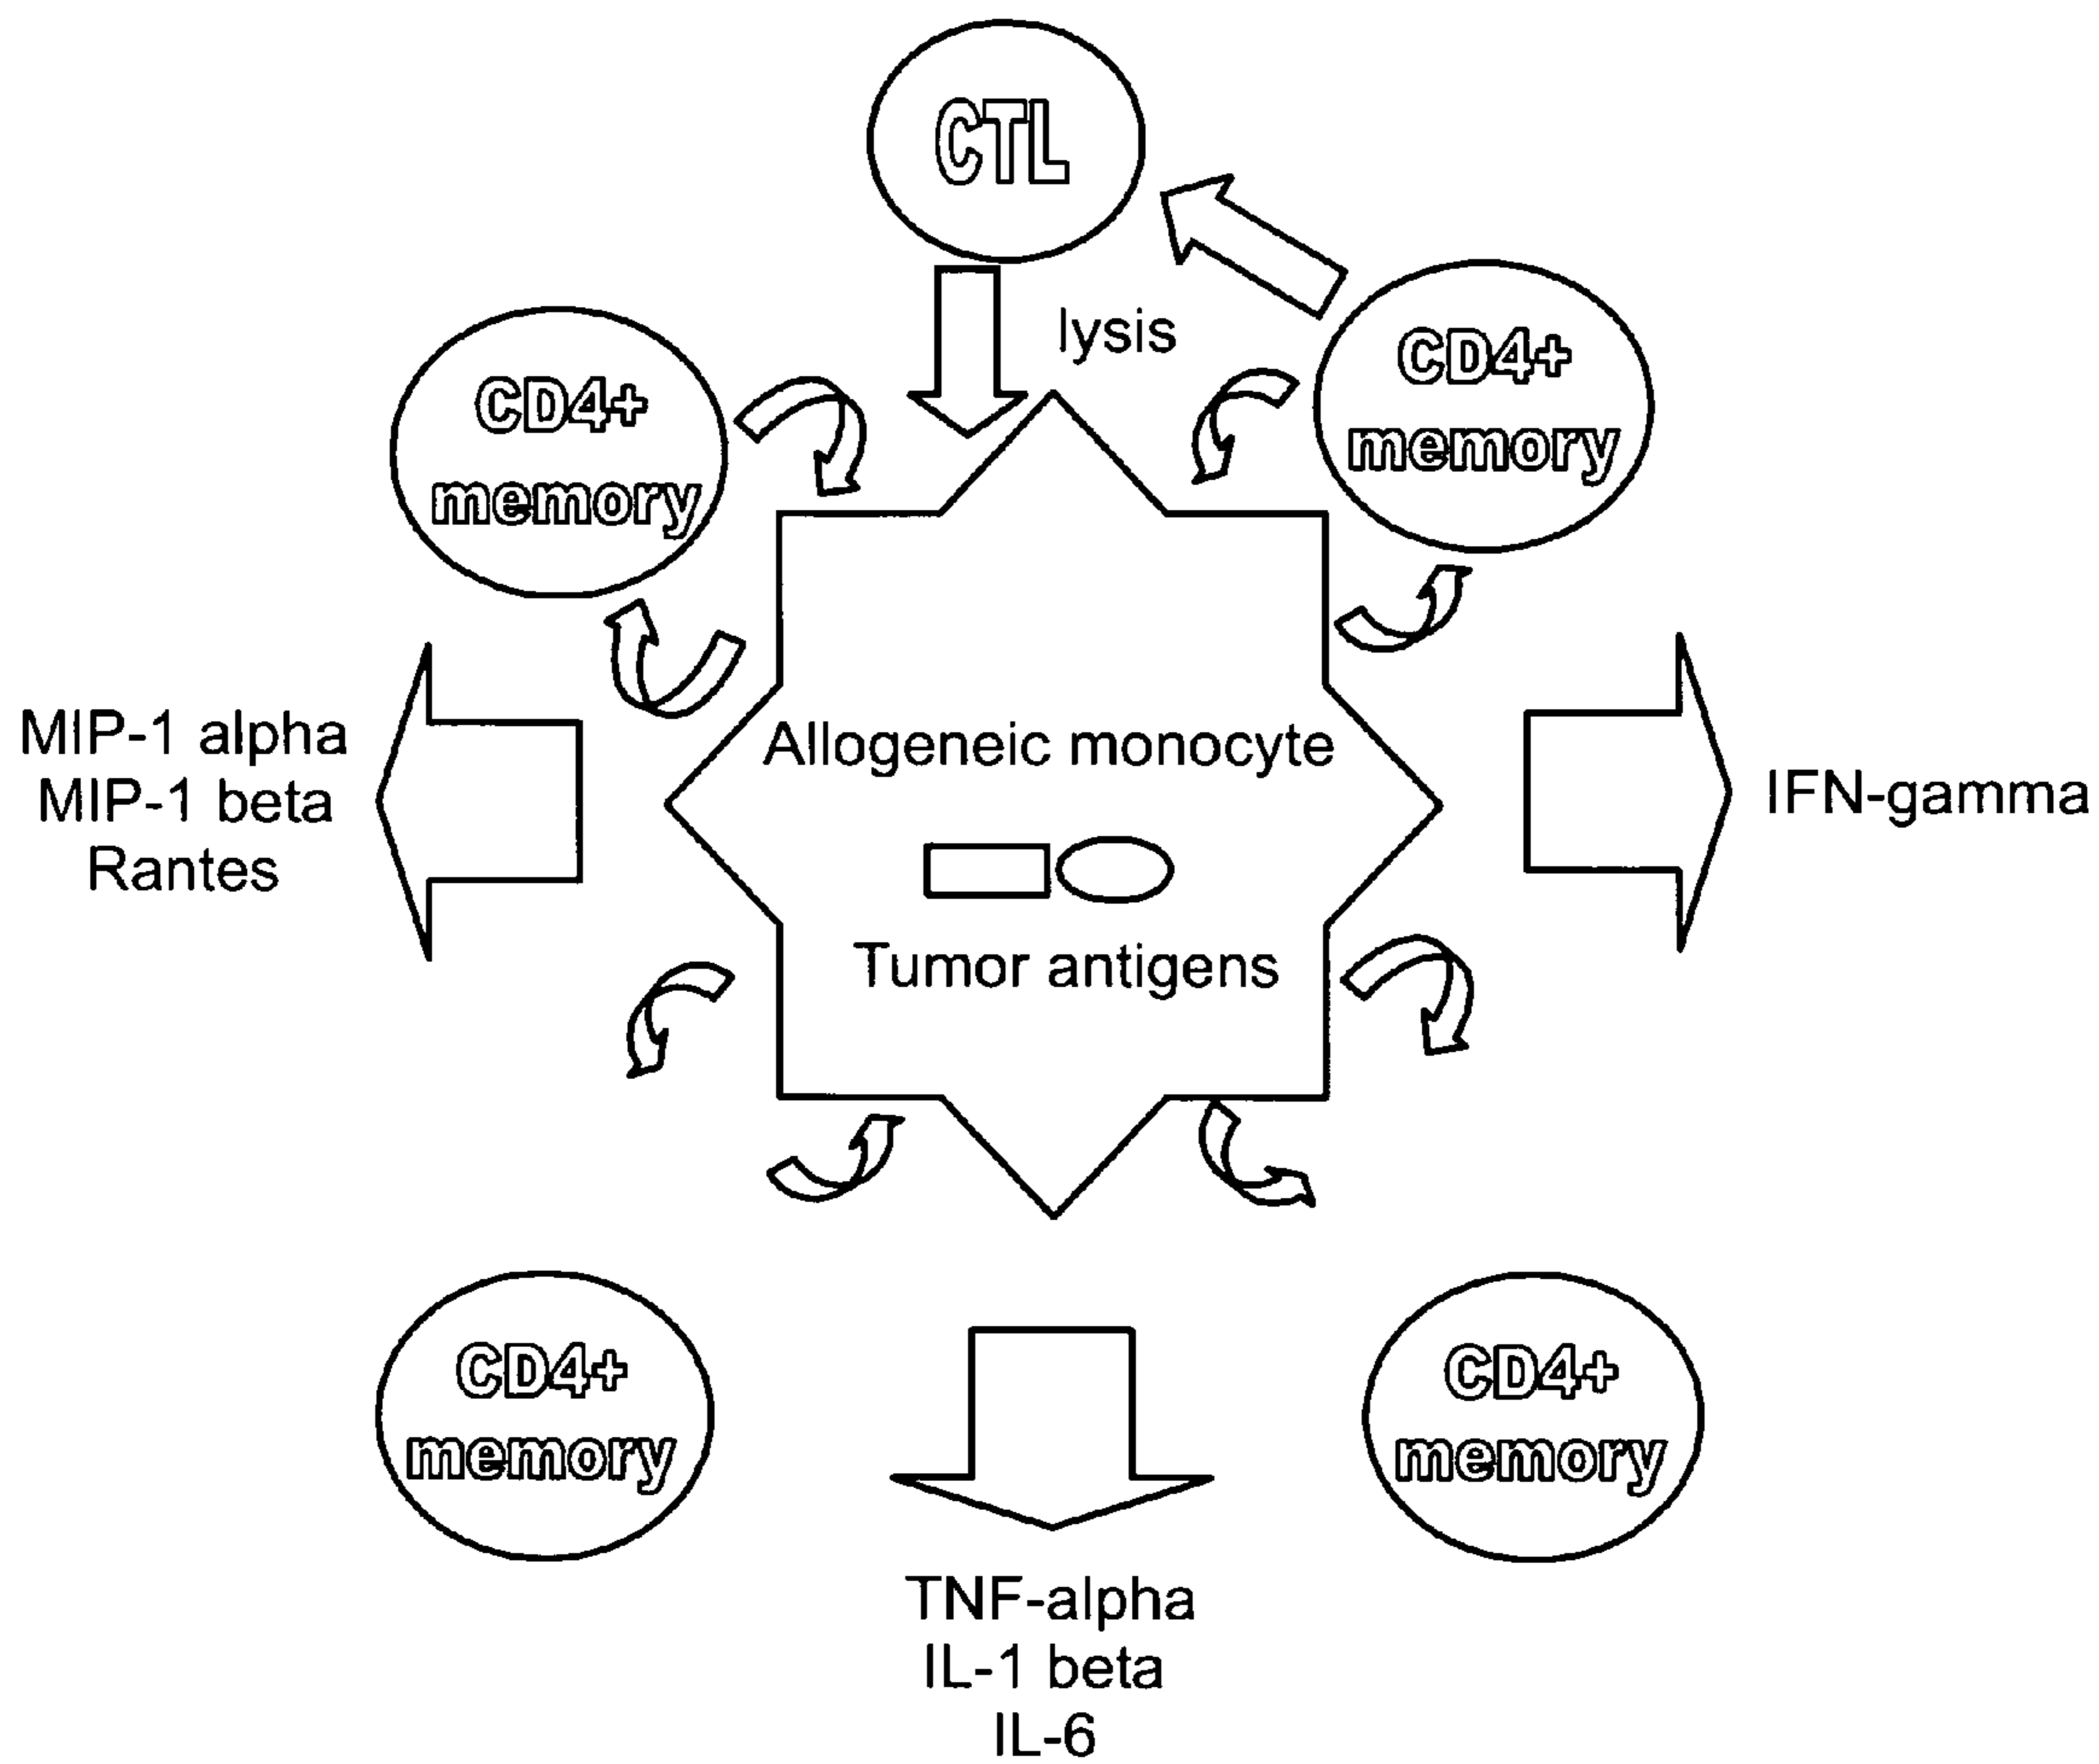 CTL
lysis
CD4+
memory
CD4+
memory
MIP-1 alpha
MIP-1 beta
Rantes
Allogeneic monocyte
Tumor antigens
IFN-gamma
CD4+
memory
CD4+
memory
TNF-alpha
IL-1 beta
IL-6